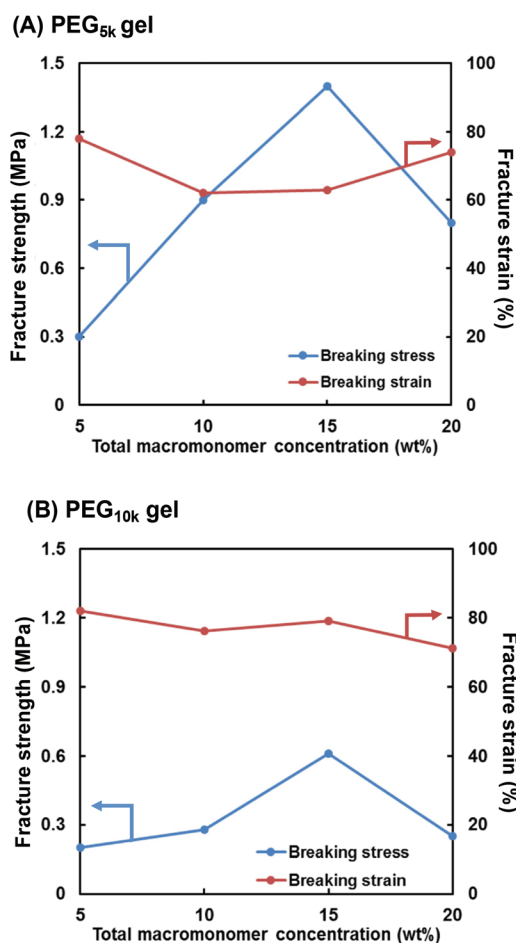 (A) PEG5k gel
1.5
1.2
0.9
0.6
0.3
0
Fracture strength (MPa)
100
80
60
40
20
0
Fracture strain (%)
Breaking stress
Breaking strain
5 10 15 20
Total macromonomer concentration (wt%)
(B) PEG10k gel
1.5
1.2
0.9
0.6
0.3
0
Fracture strength (MPa)
100
80
60
40
20
0
Fracture strain (%)
Breaking stress
Breaking strain
5 10 15 20
Total macromonomer concentration (wt%)